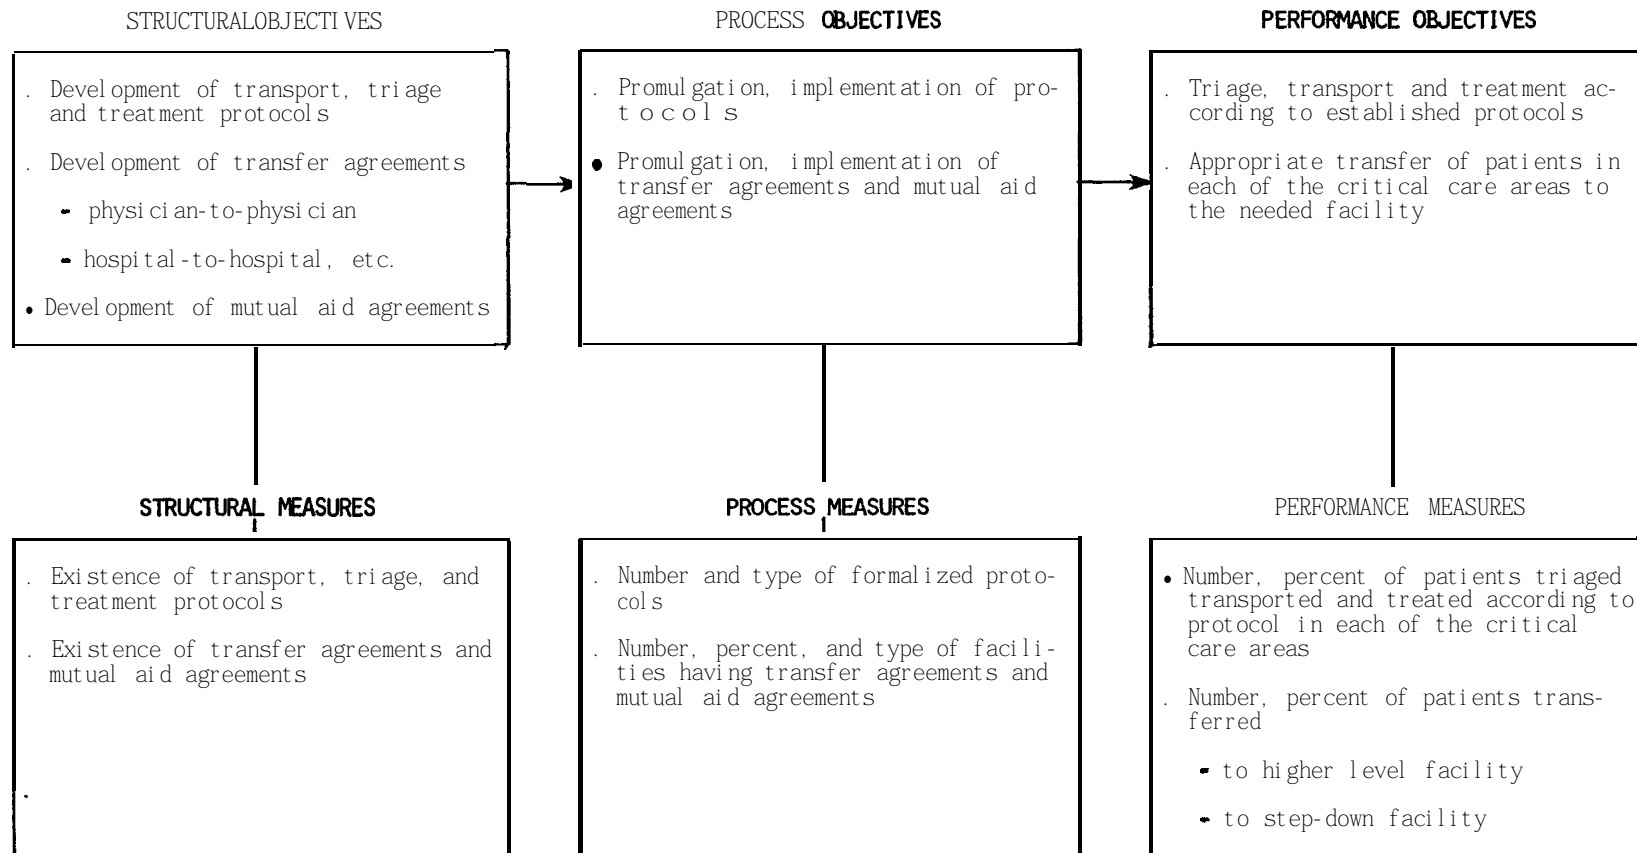 STRUCTURAL OBJECTIVES
. Development of transport, triage
and treatment protocols
. Development of transfer agreements
- physician-to-physician
- hospital-to-hospital, etc.
• Development of mutual aid agreements
PROCESS OBJECTIVES
. Promulgation, implementation of pro-
tocols
• Promulgation, implementation of
transfer agreements and mutual aid
agreements
PERFORMANCE OBJECTIVES
. Triage, transport and treatment ac-
cording to established protocols
. Appropriate transfer of patients in
each of the critical care areas to
the needed facility
STRUCTURAL MEASURES
. Existence of transport, triage, and
treatment protocols
. Existence of transfer agreements and
mutual aid agreements
PROCESS MEASURES
. Number and type of formalized proto-
cols
. Number, percent, and type of facili-
ties having transfer agreements and
mutual aid agreements
PERFORMANCE MEASURES
• Number, percent of patients triaged
transported and treated according to
protocol in each of the critical
care areas
. Number, percent of patients trans-
ferred
- to higher level facility
- to step-down facility